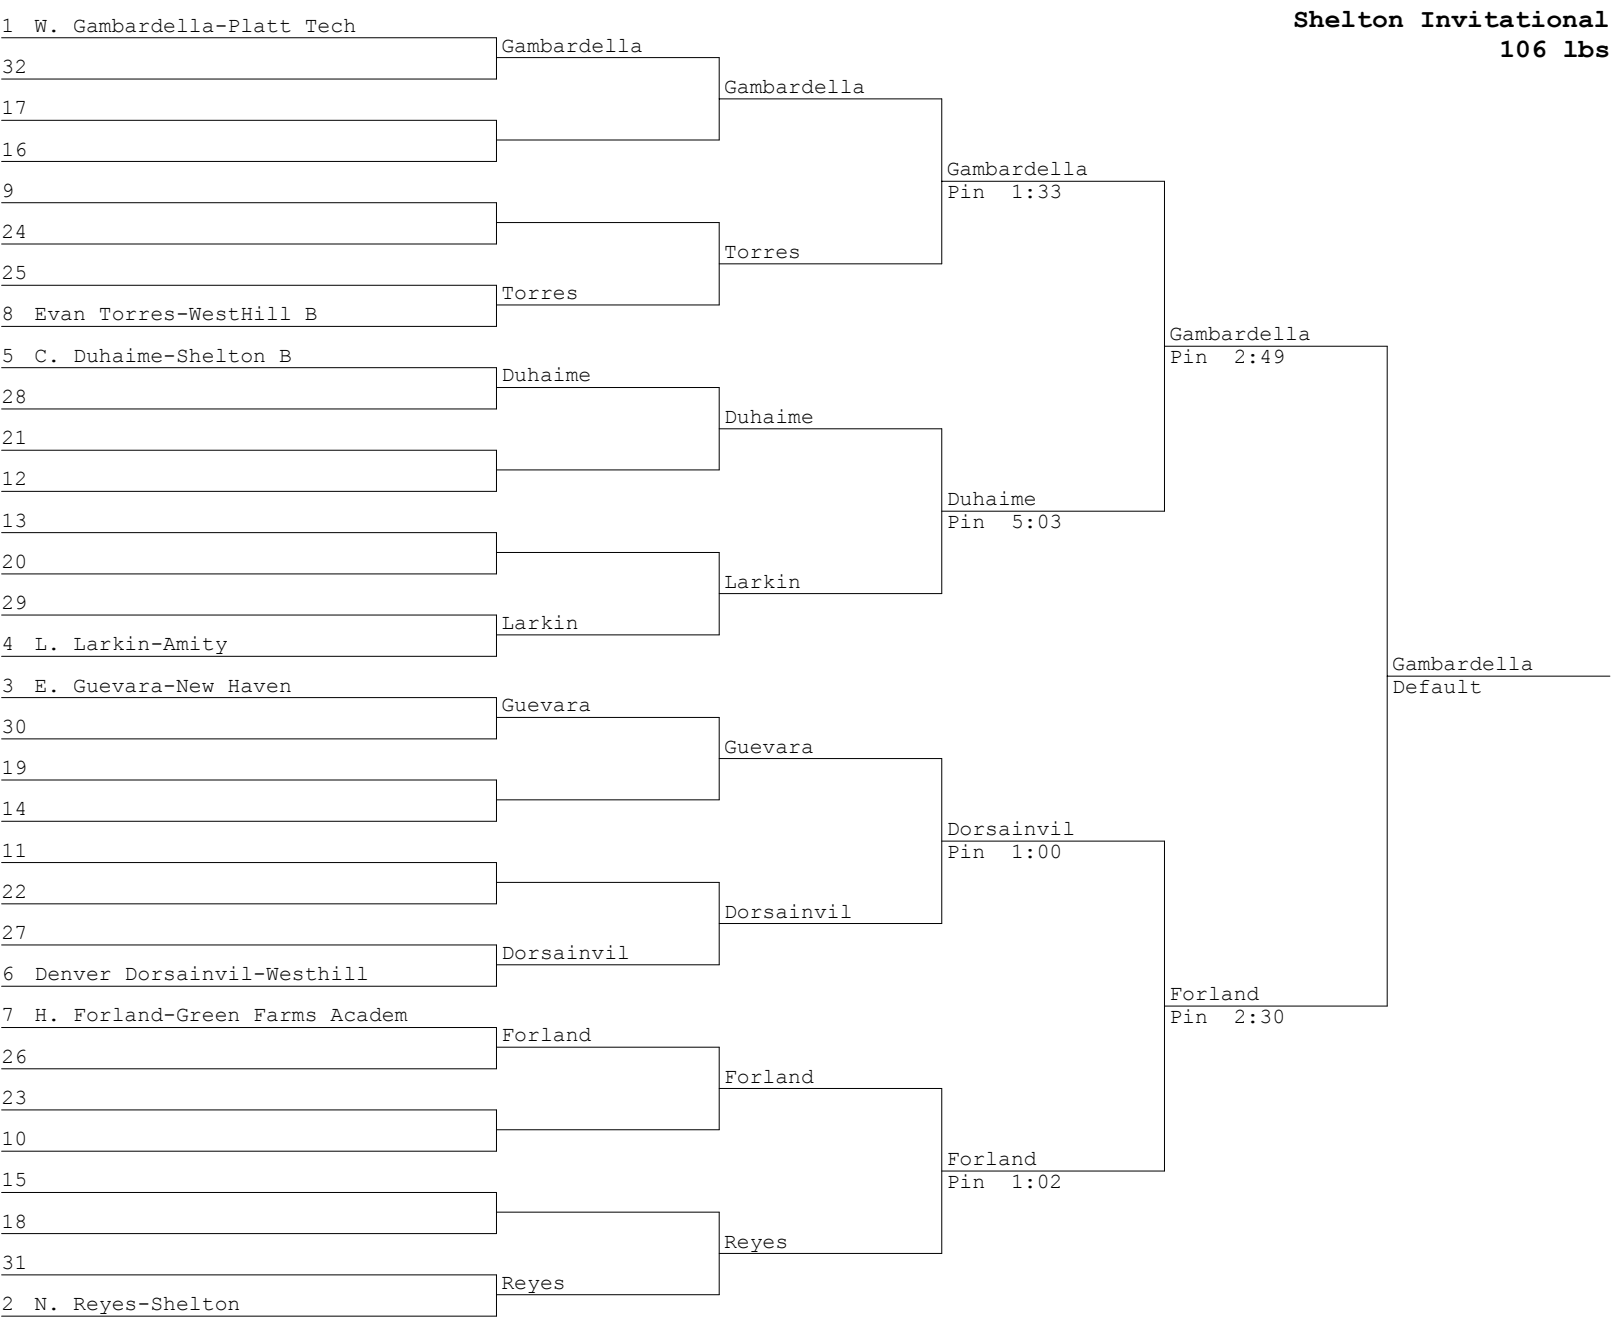 Shelton Invitational
106 lbs
1 W. Gambardella-Platt Tech
32
17
16
9
24
25
8 Evan Torres-WestHill B
5 C. Duhaime-Shelton B
28
21
12
13
20
29
4 L. Larkin-Amity
3 E. Guevara-New Haven
30
19
14
11
22
27
6 Denver Dorsainvil-Westhill
7 H. Forland-Green Farms Academ
26
23
10
15
18
31
2 N. Reyes-Shelton
Gambardella
Torres
Duhaime
Larkin
Guevara
Dorsainvil
Forland
Reyes
Gambardella
Torres
Duhaime
Larkin
Guevara
Dorsainvil
Forland
Reyes
Gambardella
Pin 1:33
Duhaime
Pin 5:03
Dorsainvil
Pin 1:00
Forland
Pin 1:02
Gambardella
Pin 2:49
Forland
Pin 2:30
Gambardella
Default